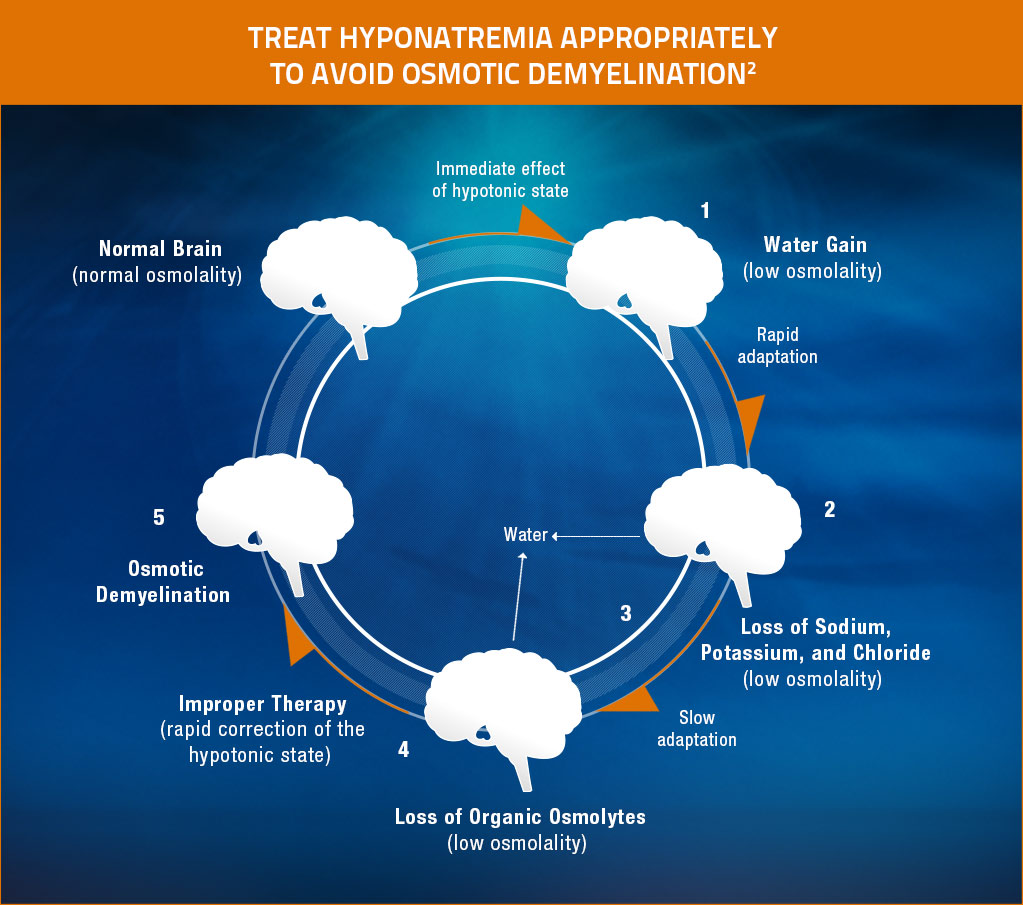 TREAT HYPONATREMIA APPROPRIATELY
TO AVOID OSMOTIC DEMYELINATION²
Immediate effect
of hypotonic state
Normal Brain
(normal osmolality)
1
Water Gain
(low osmolality)
Rapid
adaptation
2
Water
Loss of Sodium,
Potassium, and Chloride
(low osmolality)
3
Slow
adaptation
4
Loss of Organic Osmolytes
(low osmolality)
Improper Therapy
(rapid correction of the
hypotonic state)
5
Osmotic
Demyelination